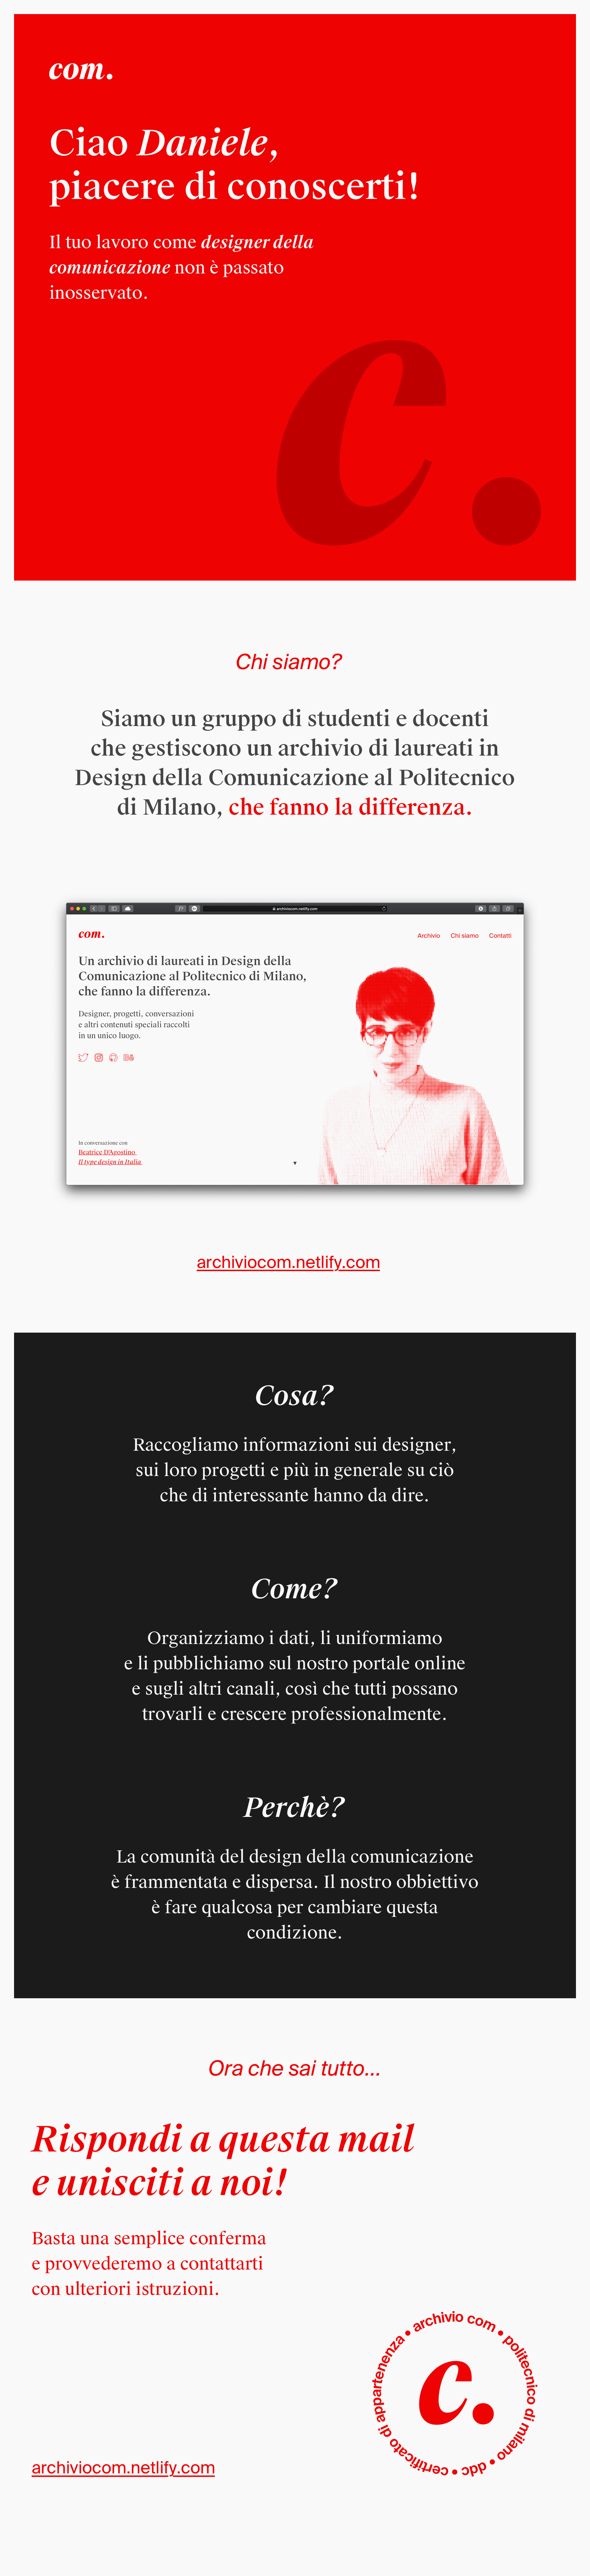 com.
Ciao Daniele,
piacere di conoscerti!
Il tuo lavoro come designer della
comunicazione non è passato
inosservato.
c.
Chi siamo?
Siamo un gruppo di studenti e docenti
che gestiscono un archivio di laureati in
Design della Comunicazione al Politecnico
di Milano, che fanno la differenza.
archiviocom.netlify.com
com.
Archivio Chi siamo Contatti
Un archivio di laureati in Design della
Comunicazione al Politecnico di Milano,
che fanno la differenza.
Designer, progetti, conversazioni
e altri contenuti speciali raccolti
in un unico luogo.
In conversazione con
Beatrice D'Agostino
Il type design in Italia
archiviocom.netlify.com
Cosa?
Raccogliamo informazioni sui designer,
sui loro progetti e più in generale su ciò
che di interessante hanno da dire.
Come?
Organizziamo i dati, li uniformiamo
e li pubblichiamo sul nostro portale online
e sugli altri canali, così che tutti possano
trovarli e crescere professionalmente.
Perchè?
La comunità del design della comunicazione
è frammentata e dispersa. Il nostro obbiettivo
è fare qualcosa per cambiare questa
condizione.
Ora che sai tutto...
Rispondi a questa mail
e unisciti a noi!
Basta una semplice conferma
e provvederemo a contattarti
con ulteriori istruzioni.
archivio com • politecnico di milano • ddc • certificato di appartenenza •
c.
archiviocom.netlify.com